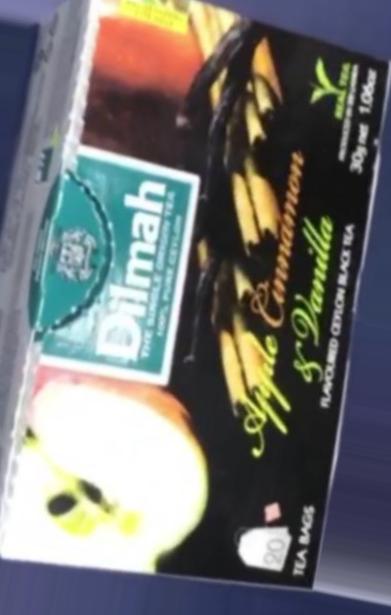 Dilmah
THE SINGLE ORIGIN TEA
100% PURE CEYLON
Apple Cinnamon
& Vanilla
FLAVOURED CEYLON BLACK TEA
20
TEA BAGS
REAL TEA
30g net 1.06oz